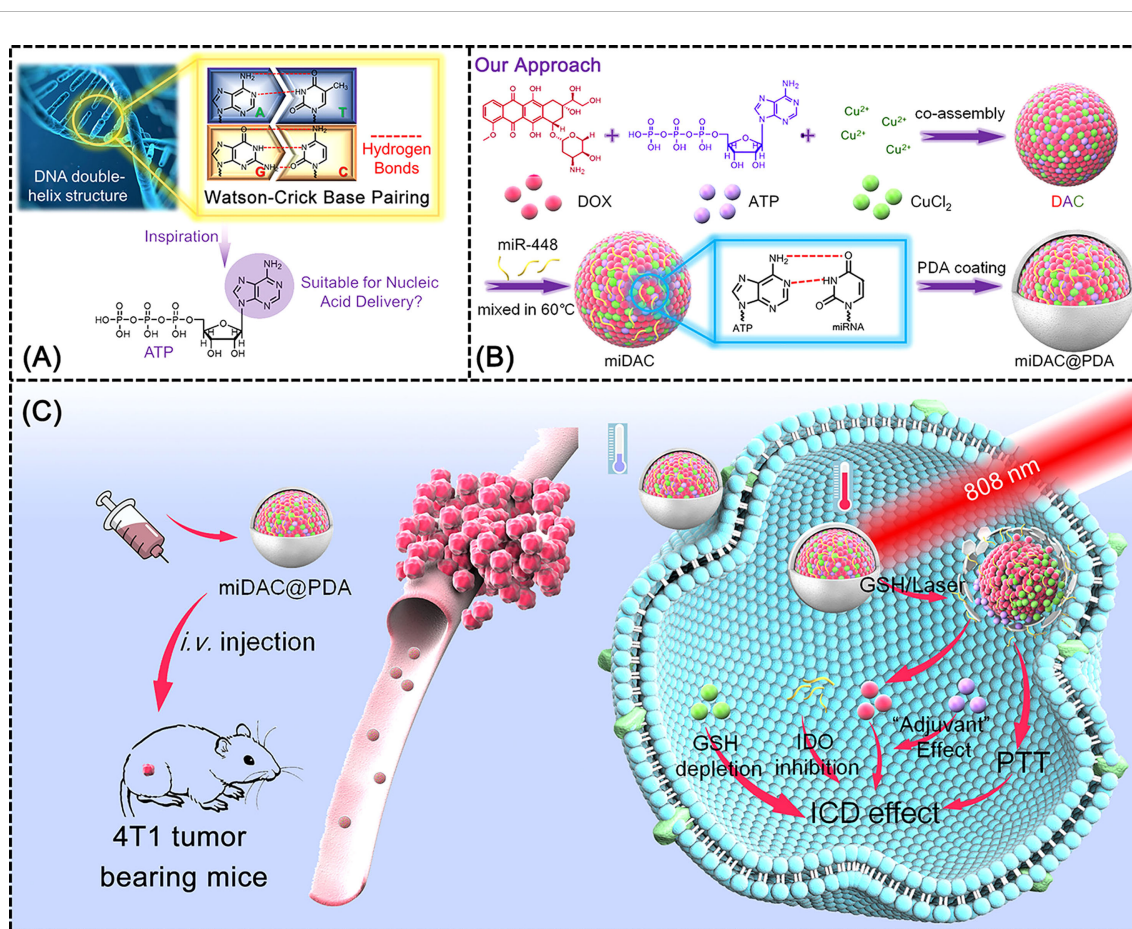 DNA double-
helix structure
A
T
G
C
Hydrogen
Bonds
Watson-Crick Base Pairing
Inspiration
Suitable for Nucleic
Acid Delivery?
ATP
(A)
Our Approach
DOX
ATP
CuCl2
Cu2+
Cu2+
Cu2+
Cu2+
co-assembly
DAC
miR-448
mixed in 60°C
miDAC
ATP
miRNA
PDA coating
miDAC@PDA
(B)
(C)
miDAC@PDA
i.v. injection
4T1 tumor
bearing mice
808 nm
GSH/Laser
GSH
depletion
IDO
inhibition
"Adjuvant"
Effect
PTT
ICD effect